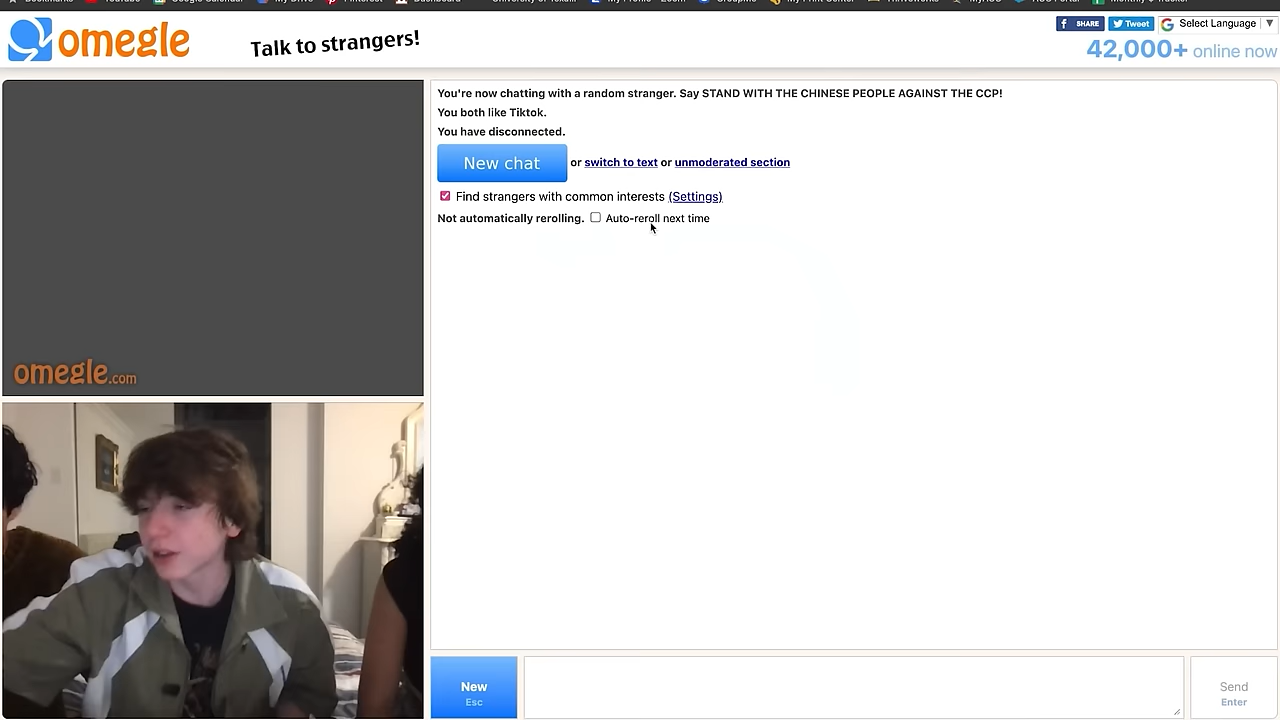 omegle
Talk to strangers!
SHARE
Tweet
Select Language
42,000+ online now
You're now chatting with a random stranger. Say STAND WITH THE CHINESE PEOPLE AGAINST THE CCP!
You both like Tiktok.
You have disconnected.
New chat or switch to text or unmoderated section
Find strangers with common interests (Settings)
Not automatically rerolling. Auto-reroll next time
omegle.com
New
Esc
Send
Enter